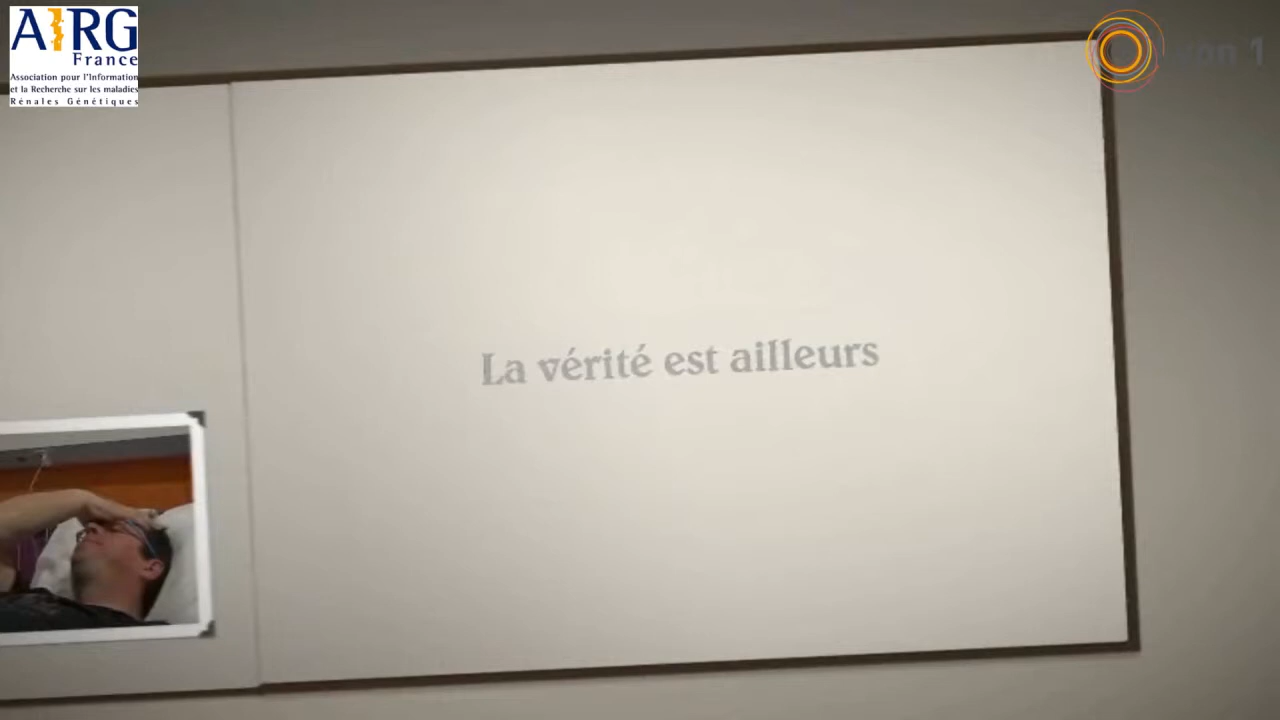 AIRG
France
Association pour l'Information
et la Recherche sur les maladies
Rénales Génétiques
La vérité est ailleurs